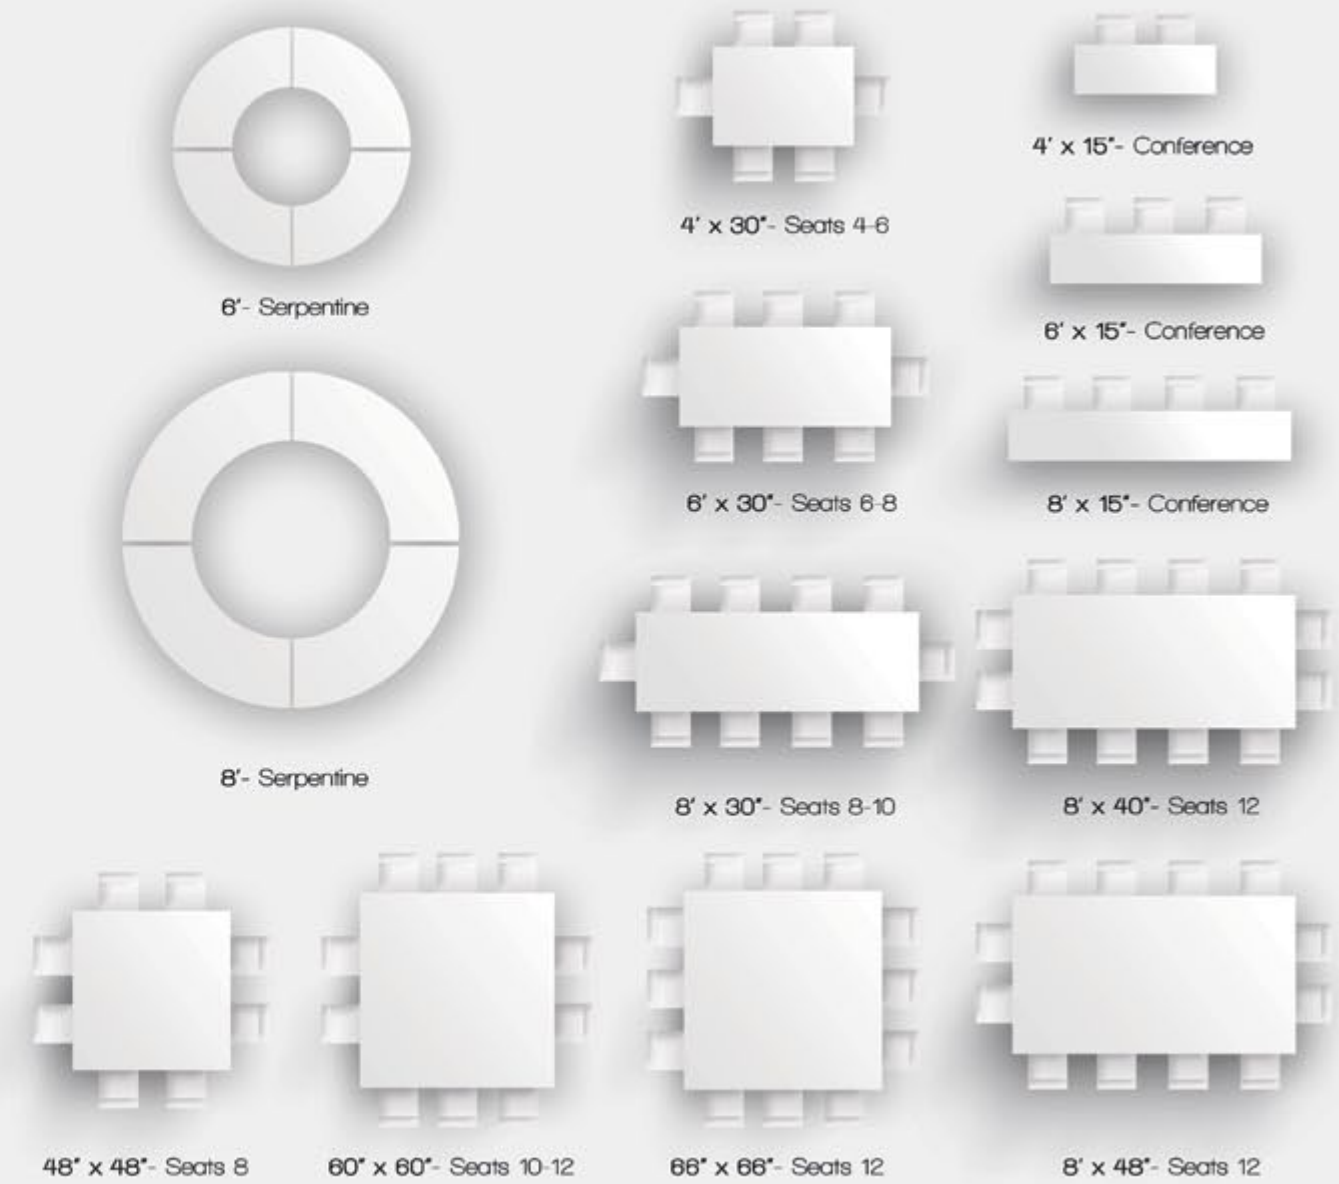 4' x 15"- Conference
4' x 30"- Seats 4-6
6'- Serpentine
6' x 15"- Conference
6' x 30"- Seats 6-8
8' x 15"- Conference
8'- Serpentine
8' x 30"- Seats 8-10
8' x 40"- Seats 12
48" x 48"- Seats 8
60" x 60"- Seats 10-12
66" x 66"- Seats 12
8' x 48"- Seats 12